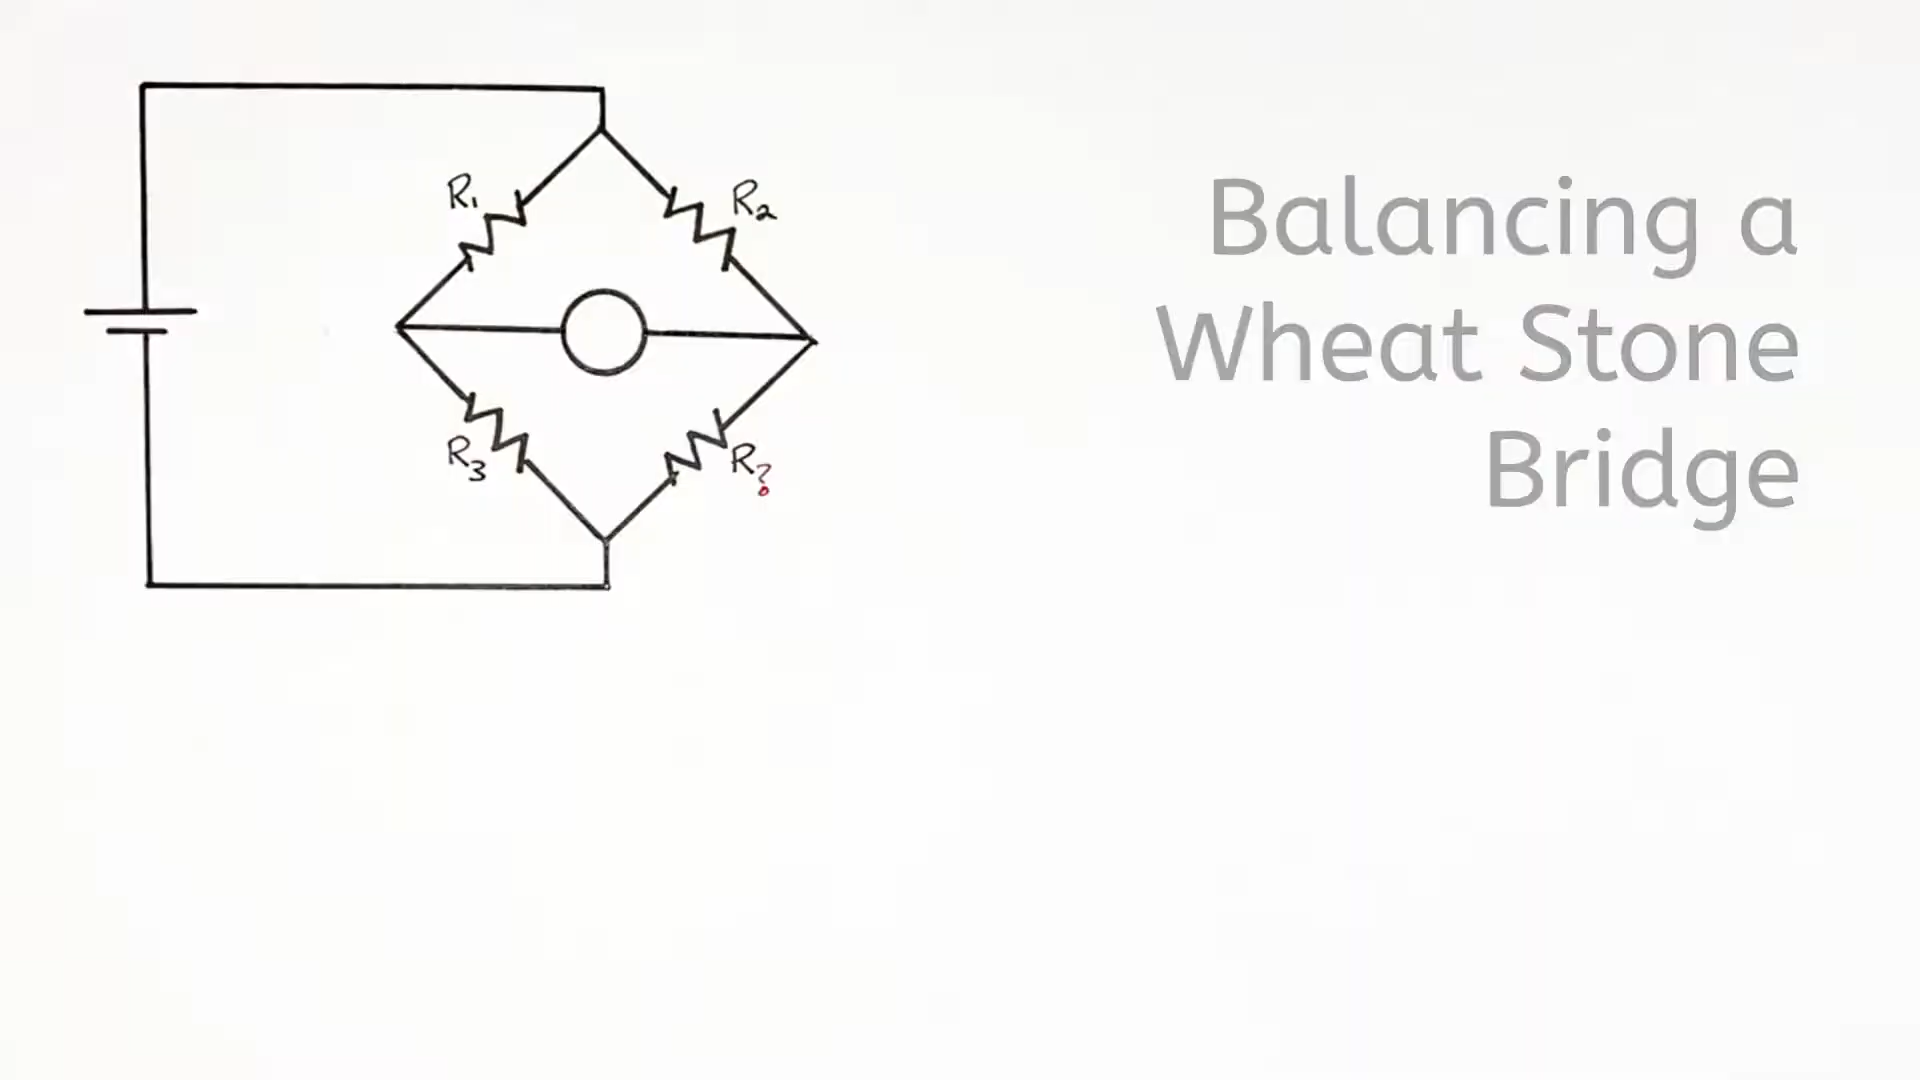 R₁
R₂
Balancing a
Wheat Stone
Bridge
R₃
R?